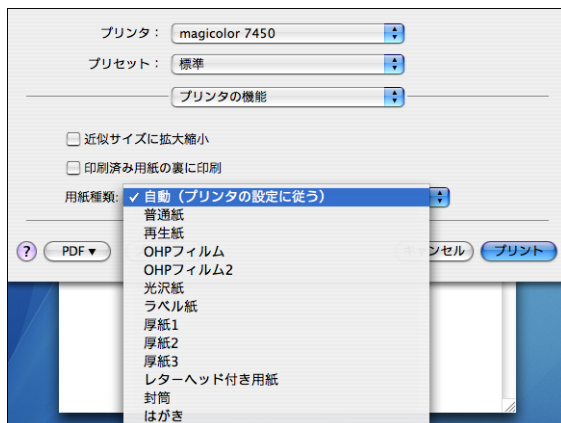 プリンタ： magicolor 7450
プリセット： 標準
プリンタの機能
近似サイズに拡大縮小
印刷済み用紙の裏に印刷
用紙種類: ✓ 自動（プリンタの設定に従う）
普通紙
再生紙
OHPフィルム
OHPフィルム2
光沢紙
ラベル紙
厚紙1
厚紙2
厚紙3
レターヘッド付き用紙
封筒
はがき
? PDF▼ キャンセル プリント